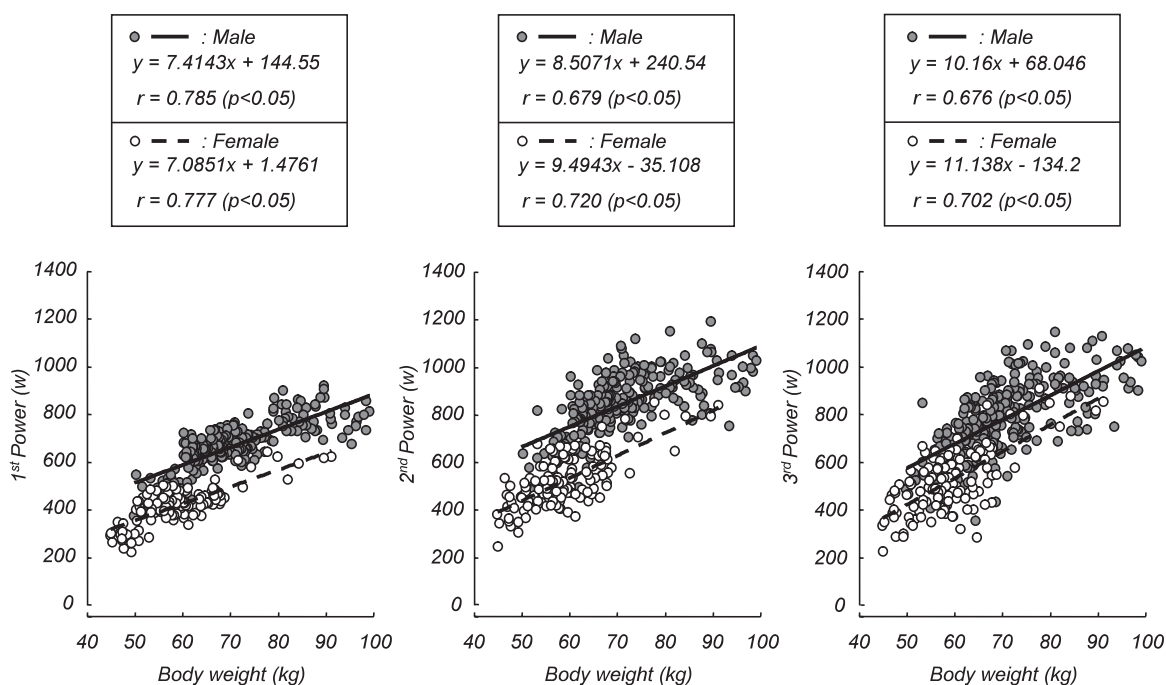 : Male
y = 7.4143x + 144.55
r = 0.785 (p<0.05)
: Female
y = 7.0851x + 1.4761
r = 0.777 (p<0.05)
: Male
y = 8.5071x + 240.54
r = 0.679 (p<0.05)
: Female
y = 9.4943x - 35.108
r = 0.720 (p<0.05)
: Male
y = 10.16x + 68.046
r = 0.676 (p<0.05)
: Female
y = 11.138x - 134.2
r = 0.702 (p<0.05)
1st Power (w)
1400
1200
1000
800
600
400
200
0
40 50 60 70 80 90 100
Body weight (kg)
2nd Power (w)
1400
1200
1000
800
600
400
200
0
40 50 60 70 80 90 100
Body weight (kg)
3rd Power (w)
1400
1200
1000
800
600
400
200
0
40 50 60 70 80 90 100
Body weight (kg)